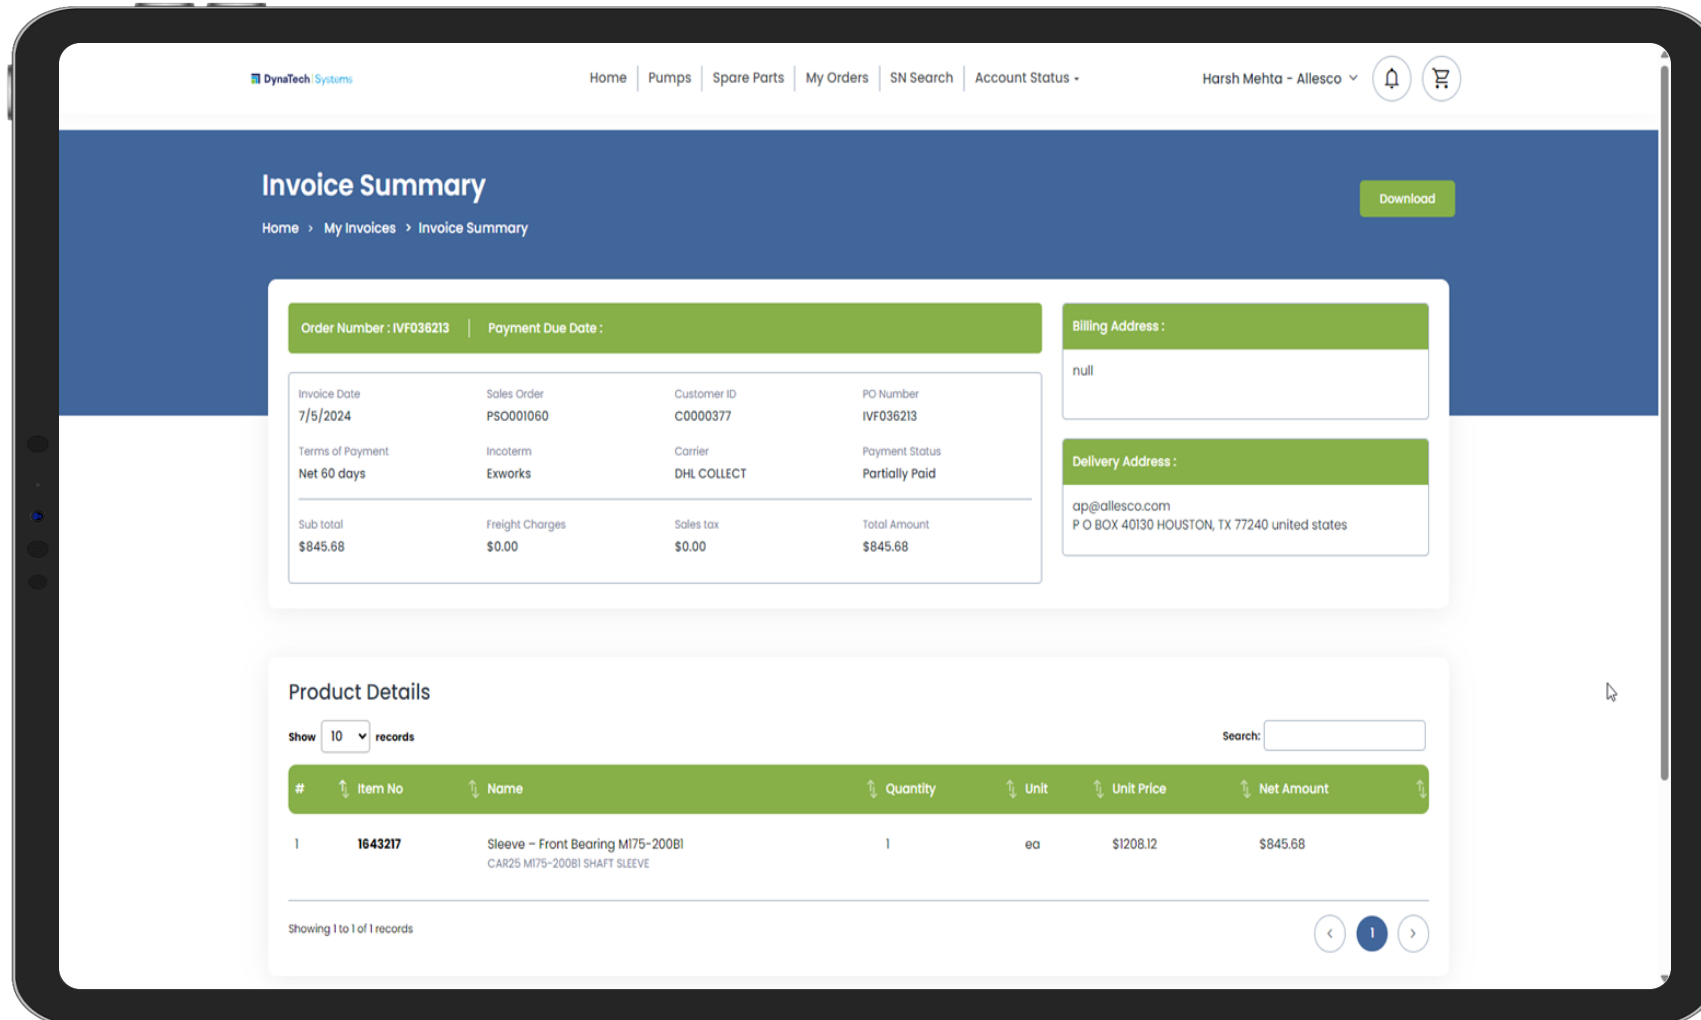 DynaTech Systems
Home Pumps Spare Parts My Orders SN Search Account Status
Harsh Mehta - Allesco
Invoice Summary
Download
Home > My Invoices > Invoice Summary
Order Number : IVF036213 | Payment Due Date :
Invoice Date Sales Order Customer ID PO Number
7/5/2024 PSO001060 C0000377 IVF036213
Terms of Payment Incoterm Carrier Payment Status
Net 60 days Exworks DHL COLLECT Partially Paid
Sub total Freight Charges Sales tax Total Amount
$845.68 $0.00 $0.00 $845.68
Billing Address :
null
Delivery Address :
ap@allesco.com
P O BOX 40130 HOUSTON, TX 77240 united states
Product Details
Show 10 records
Search:
# Item No Name Quantity Unit Unit Price Net Amount
1 1643217 Sleeve - Front Bearing M175-200B1 1 ea $1208.12 $845.68
CAR25 M175-200B1 SHAFT SLEEVE
Showing 1 to 1 of 1 records
< 1 >